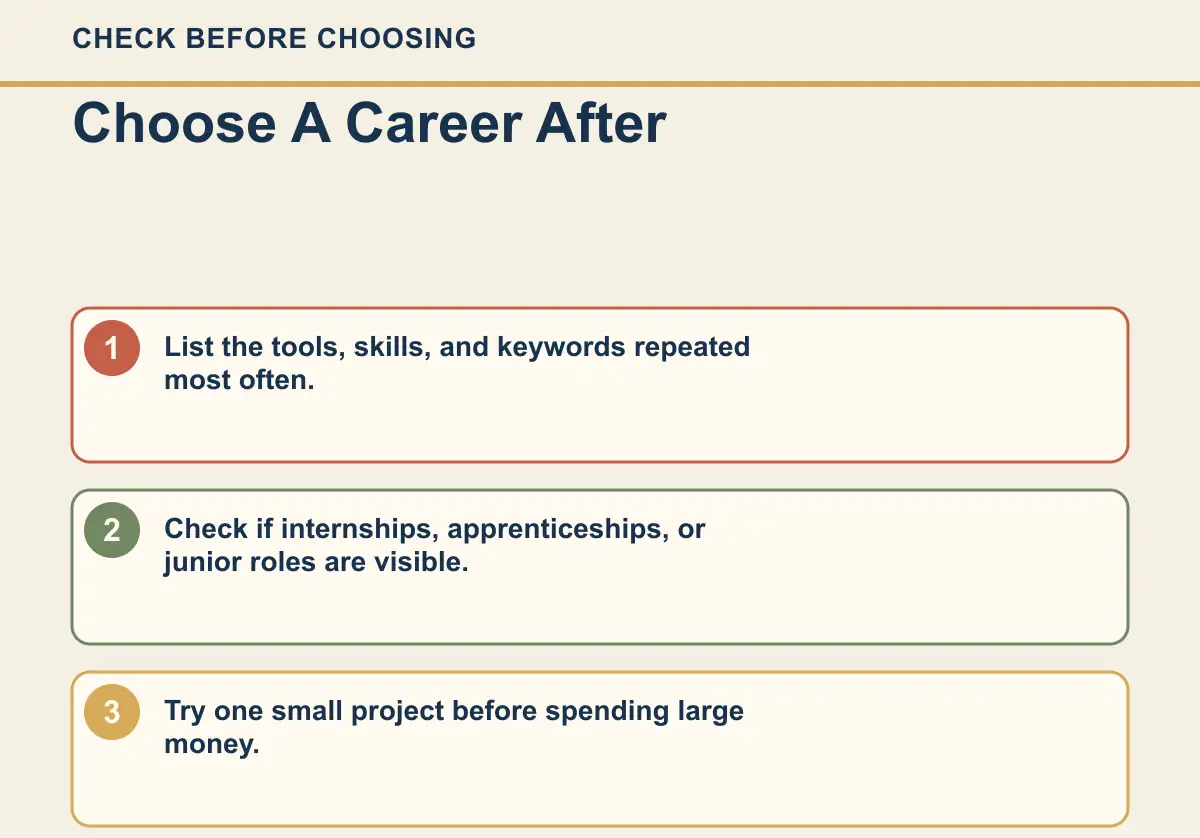 CHECK BEFORE CHOOSING
Choose A Career After
1
List the tools, skills, and keywords repeated
most often.
2
Check if internships, apprenticeships, or
junior roles are visible.
3
Try one small project before spending large
money.